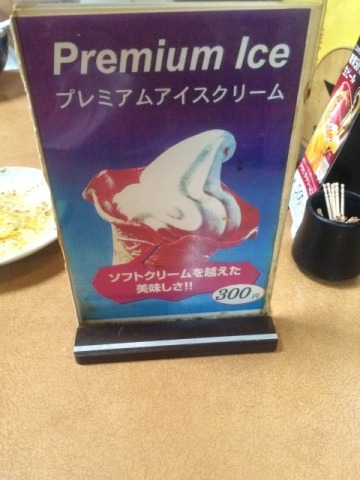 Premium Ice
プレミアムアイスクリーム
ソフトクリームを越えた
美味しさ!!
300円